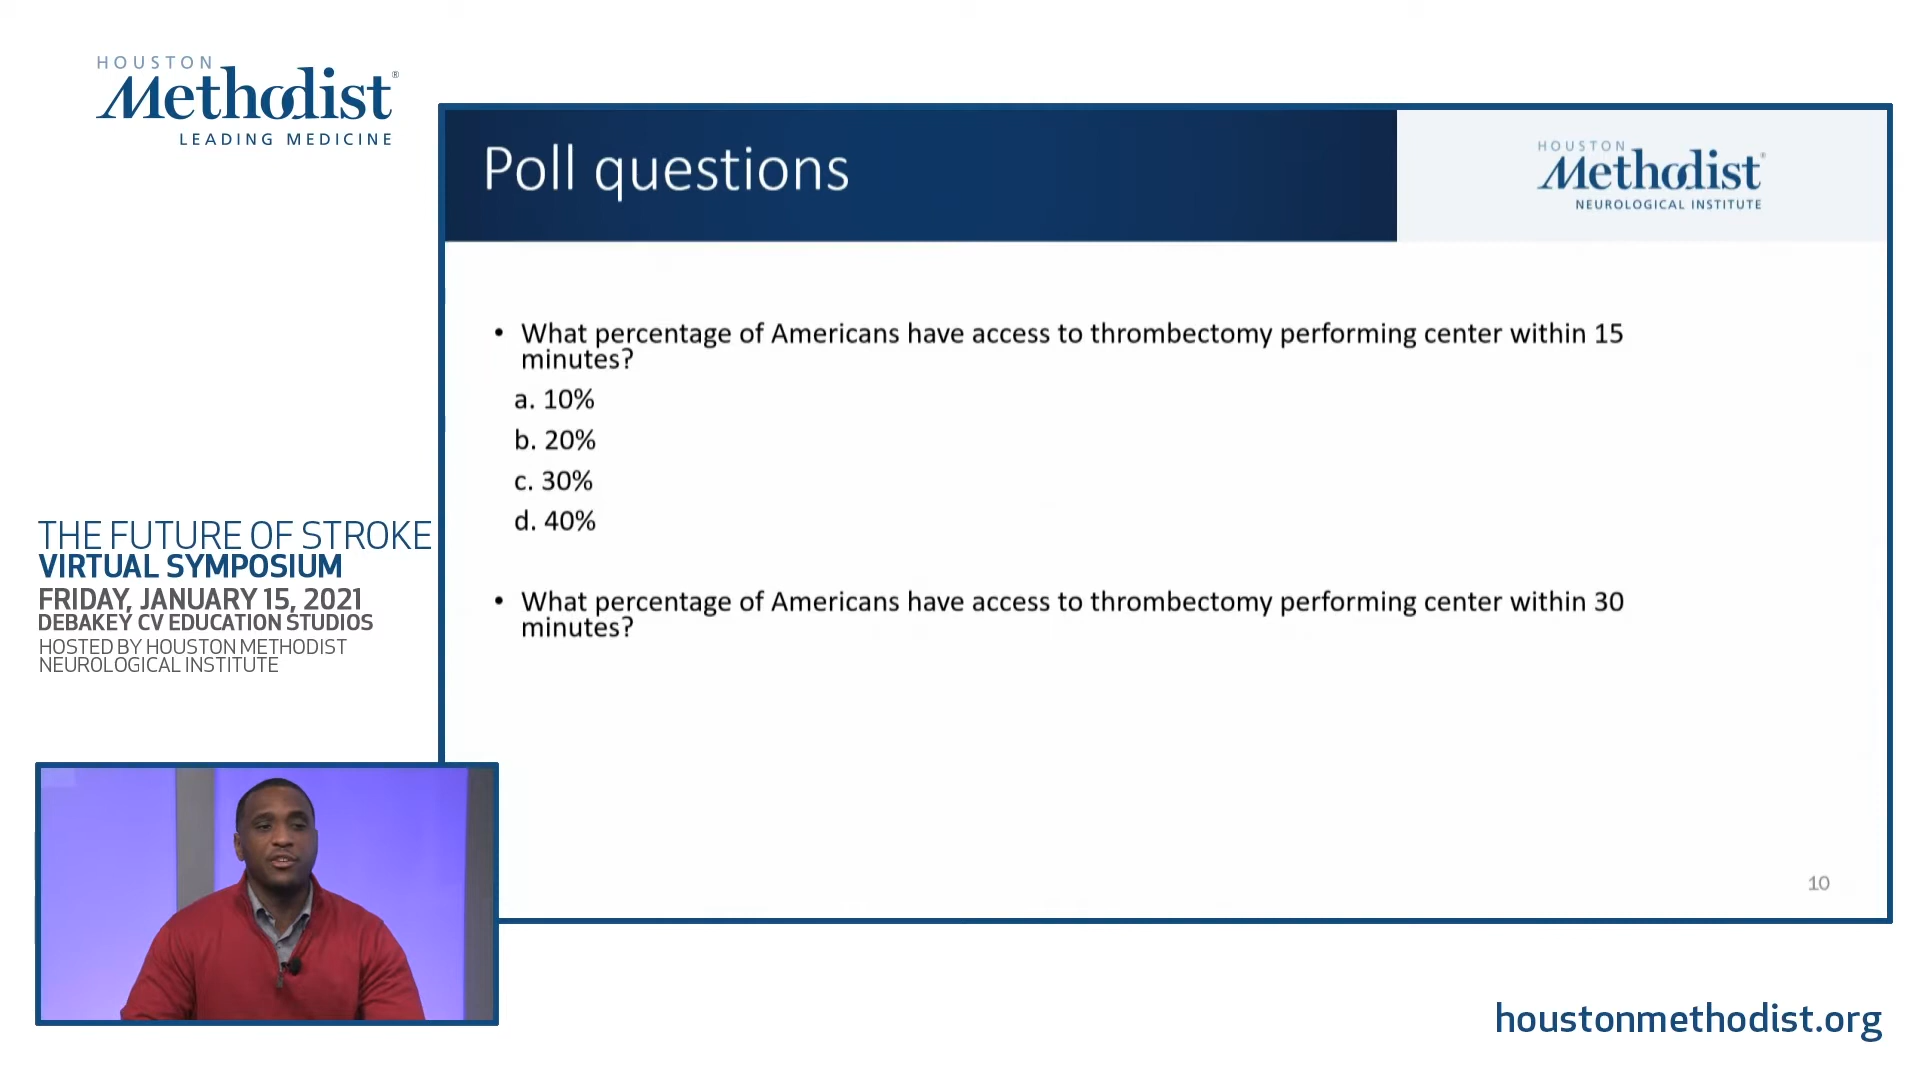 HOUSTON
Methodist®
LEADING MEDICINE
Poll questions
HOUSTON
Methodist®
NEUROLOGICAL INSTITUTE
• What percentage of Americans have access to thrombectomy performing center within 15
minutes?
a. 10%
b. 20%
c. 30%
d. 40%
• What percentage of Americans have access to thrombectomy performing center within 30
minutes?
10
THE FUTURE OF STROKE
VIRTUAL SYMPOSIUM
FRIDAY, JANUARY 15, 2021
DEBAKEY CV EDUCATION STUDIOS
HOSTED BY HOUSTON METHODIST
NEUROLOGICAL INSTITUTE
houstonmethodist.org